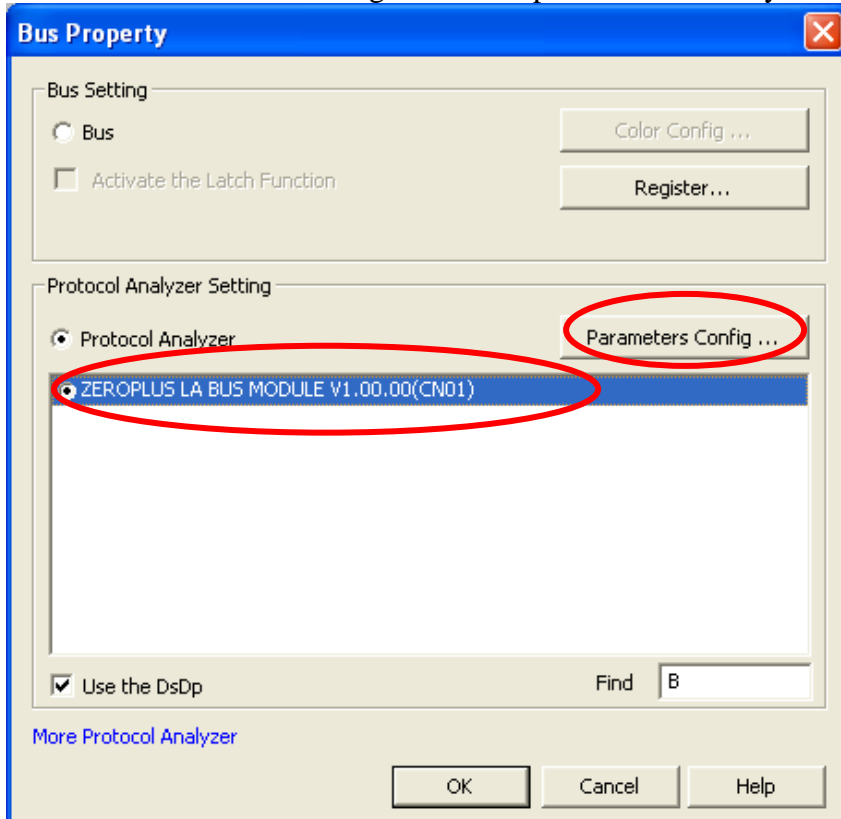 Bus Property
Bus Setting
Bus
Color Config ...
Activate the Latch Function
Register...
Protocol Analyzer Setting
Protocol Analyzer
Parameters Config ...
ZEROPLUS LA BUS MODULE V1.00.00(CN01)
Use the DsDp
Find B
More Protocol Analyzer
OK Cancel Help